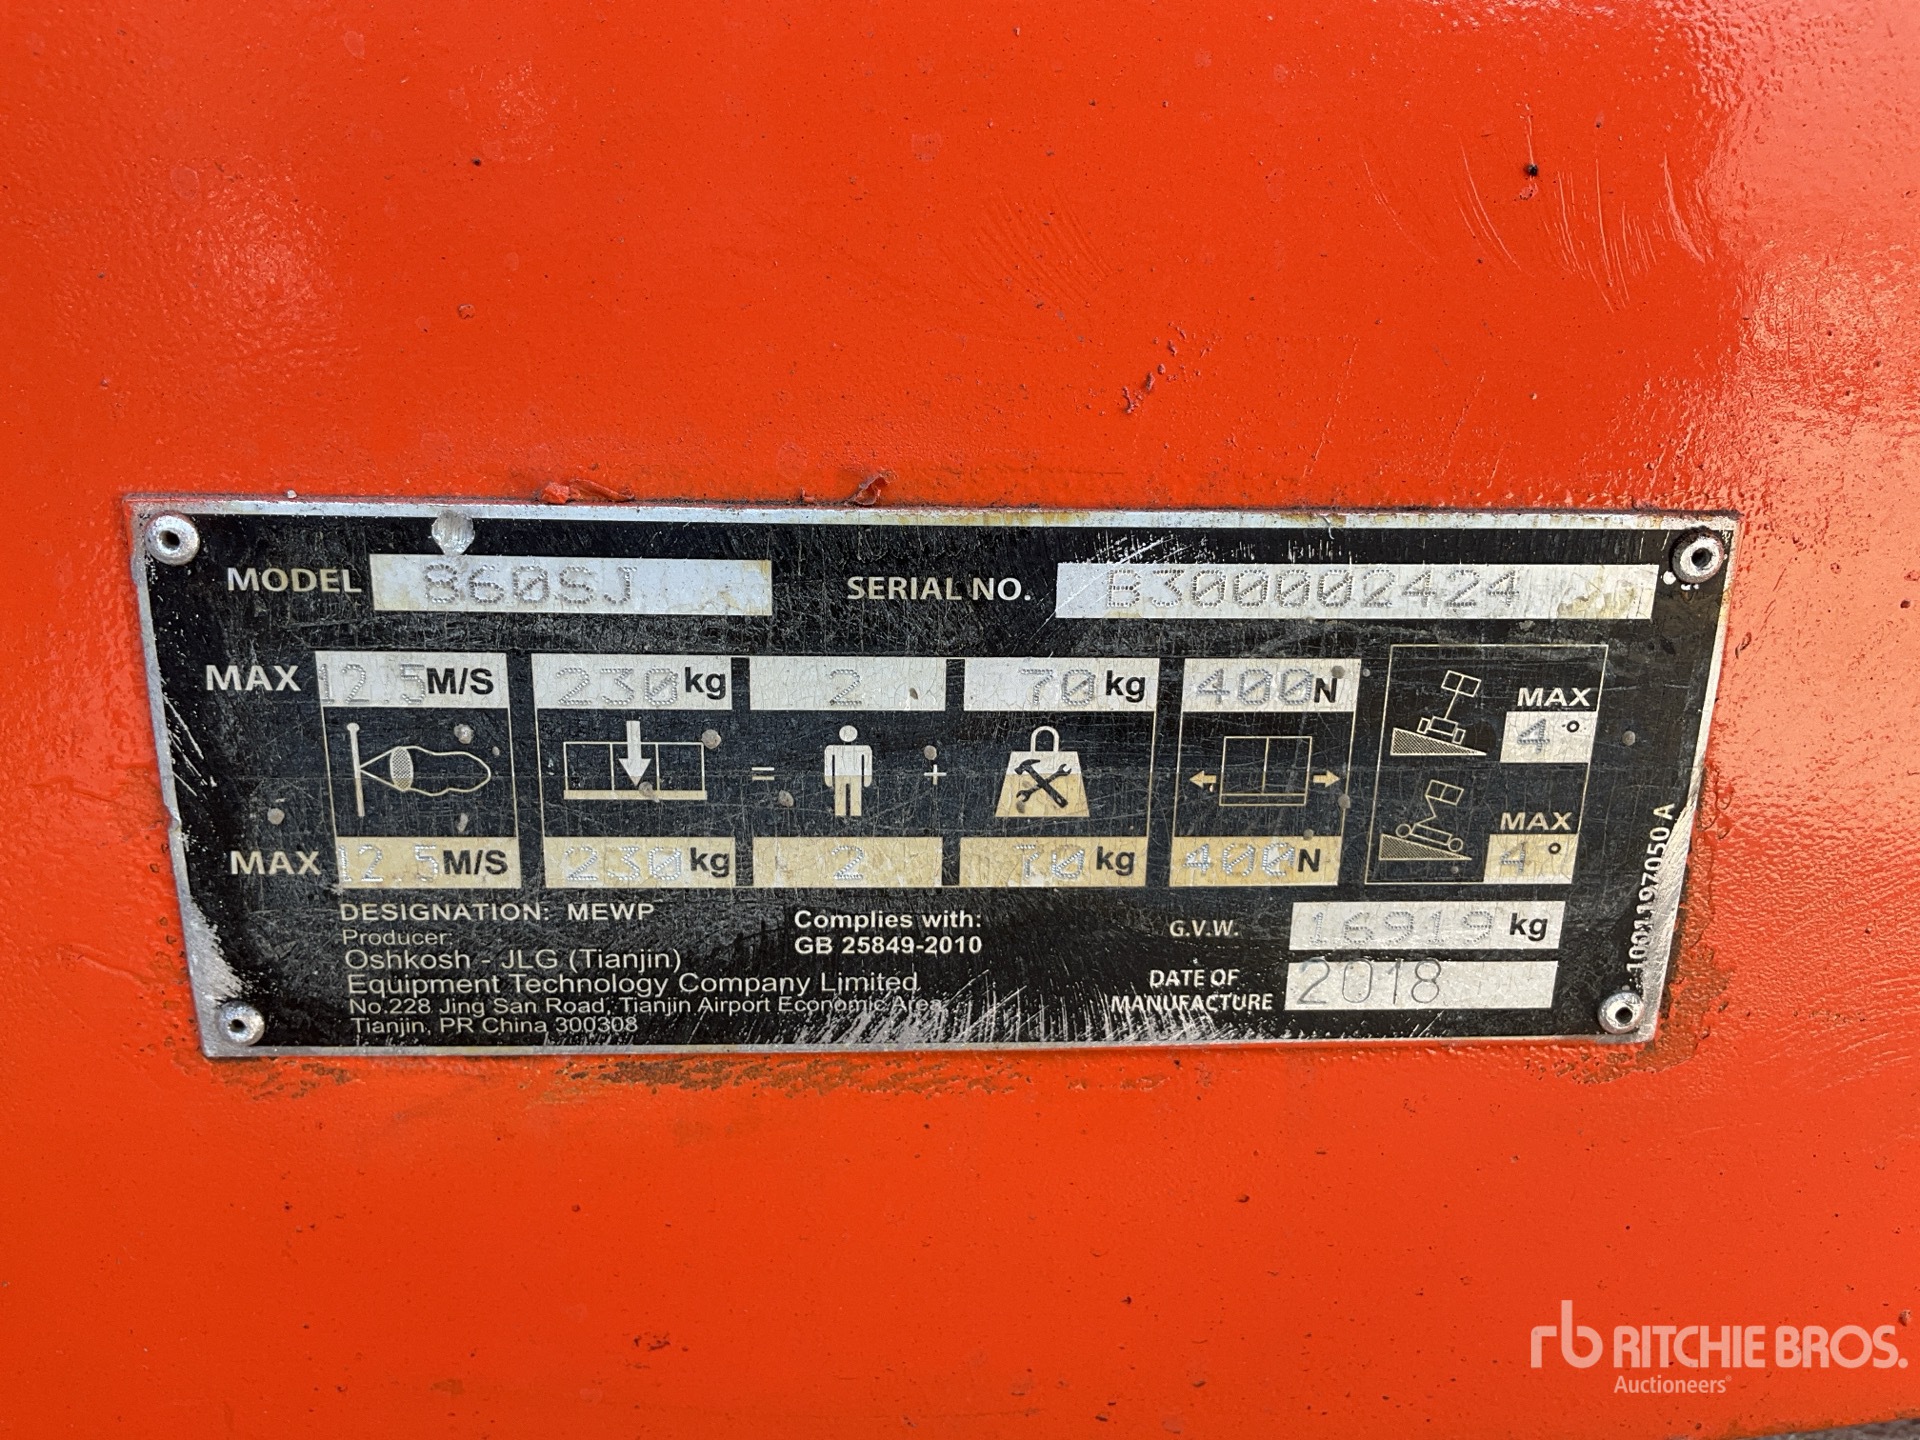 MODEL 860SJ SERIAL NO. B300002424
MAX 12.5 M/S 230 kg 2 70 kg 400 N
MAX
4 °
= +
MAX
4 °
MAX 12.5 M/S 230 kg 2 70 kg 400 N
DESIGNATION: MEWP
Producer:
Oshkosh - JLG (Tianjin)
Equipment Technology Company Limited
No.228 Jing San Road, Tianjin Airport Economic Area,
Tianjin, PR China 300308
Complies with:
GB 25849-2010
G.V.W. 16919 kg
DATE OF
MANUFACTURE 2018
1001197050 A
rb RITCHIE BROS.
Auctioneers